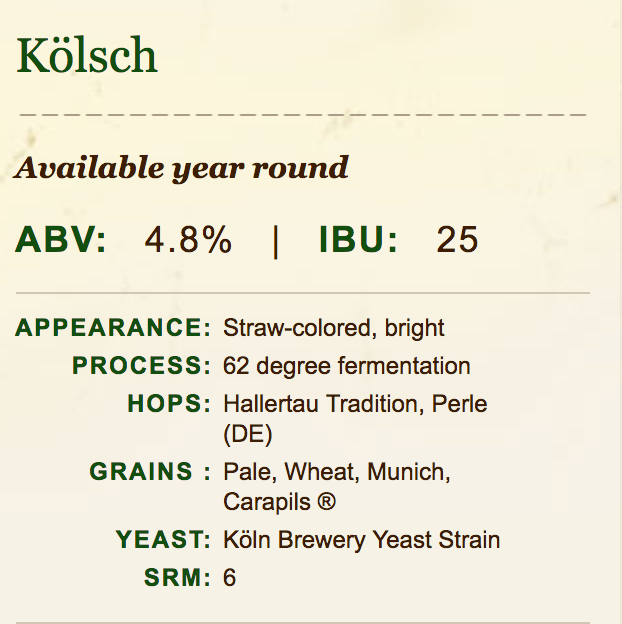 Kölsch
Available year round
ABV: 4.8% | IBU: 25
APPEARANCE: Straw-colored, bright
PROCESS: 62 degree fermentation
HOPS: Hallertau Tradition, Perle
(DE)
GRAINS : Pale, Wheat, Munich,
Carapils ®
YEAST: Köln Brewery Yeast Strain
SRM: 6